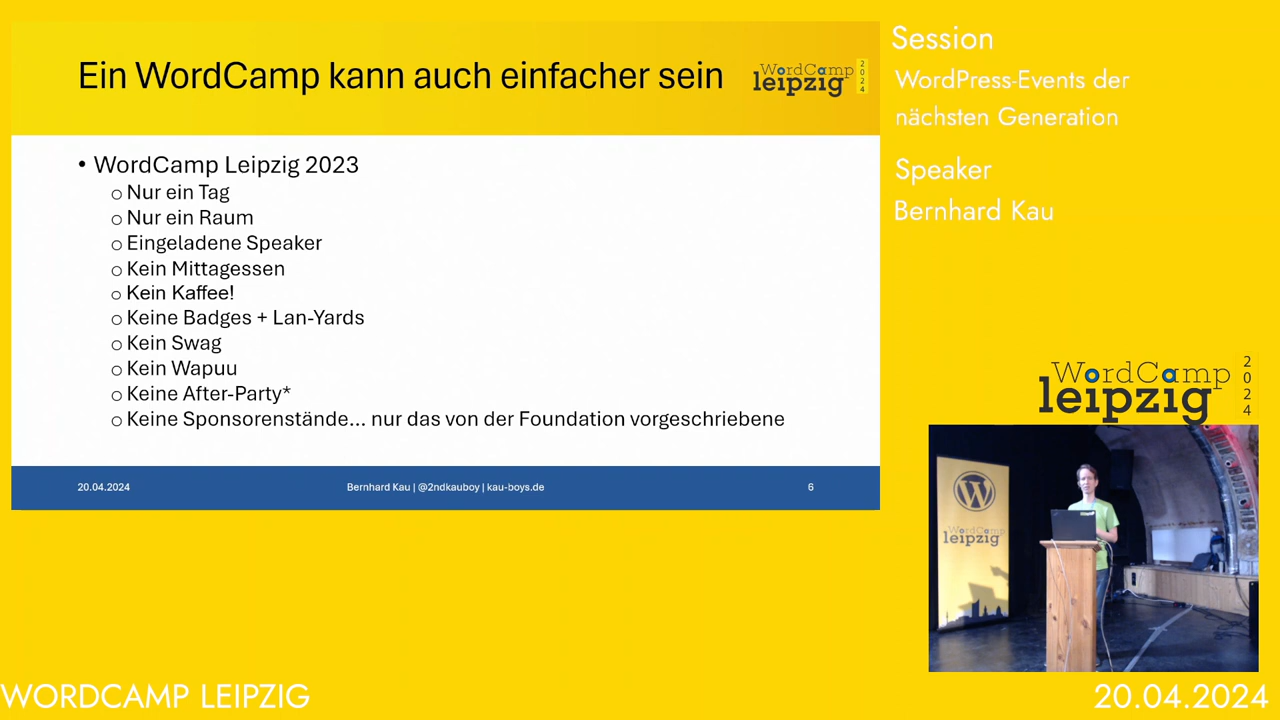 Ein WordCamp kann auch einfacher sein
WordCamp
leipzig
2024
• WordCamp Leipzig 2023
o Nur ein Tag
o Nur ein Raum
o Eingeladene Speaker
o Kein Mittagessen
o Kein Kaffee!
o Keine Badges + Lan-Yards
o Kein Swag
o Kein Wapuu
o Keine After-Party*
o Keine Sponsorenstände... nur das von der Foundation vorgeschriebene
20.04.2024
Bernhard Kau | @2ndkauboy | kau-boys.de
6
Session
WordPress-Events der
nächsten Generation
Speaker
Bernhard Kau
WordCamp
leipzig
2024
WordCamp
leipzig
WORDCAMP LEIPZIG
20.04.2024